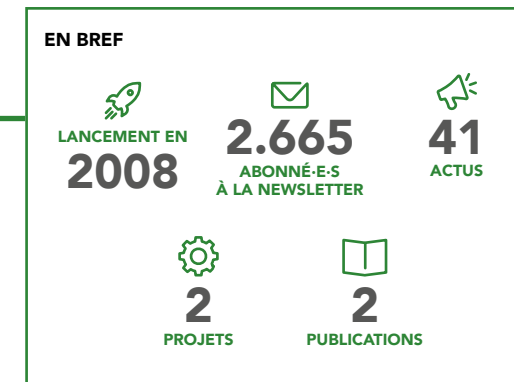 EN BREF
LANCEMENT EN
2008
2.665
ABONNÉ·E·S
À LA NEWSLETTER
41
ACTUS
2
PROJETS
2
PUBLICATIONS